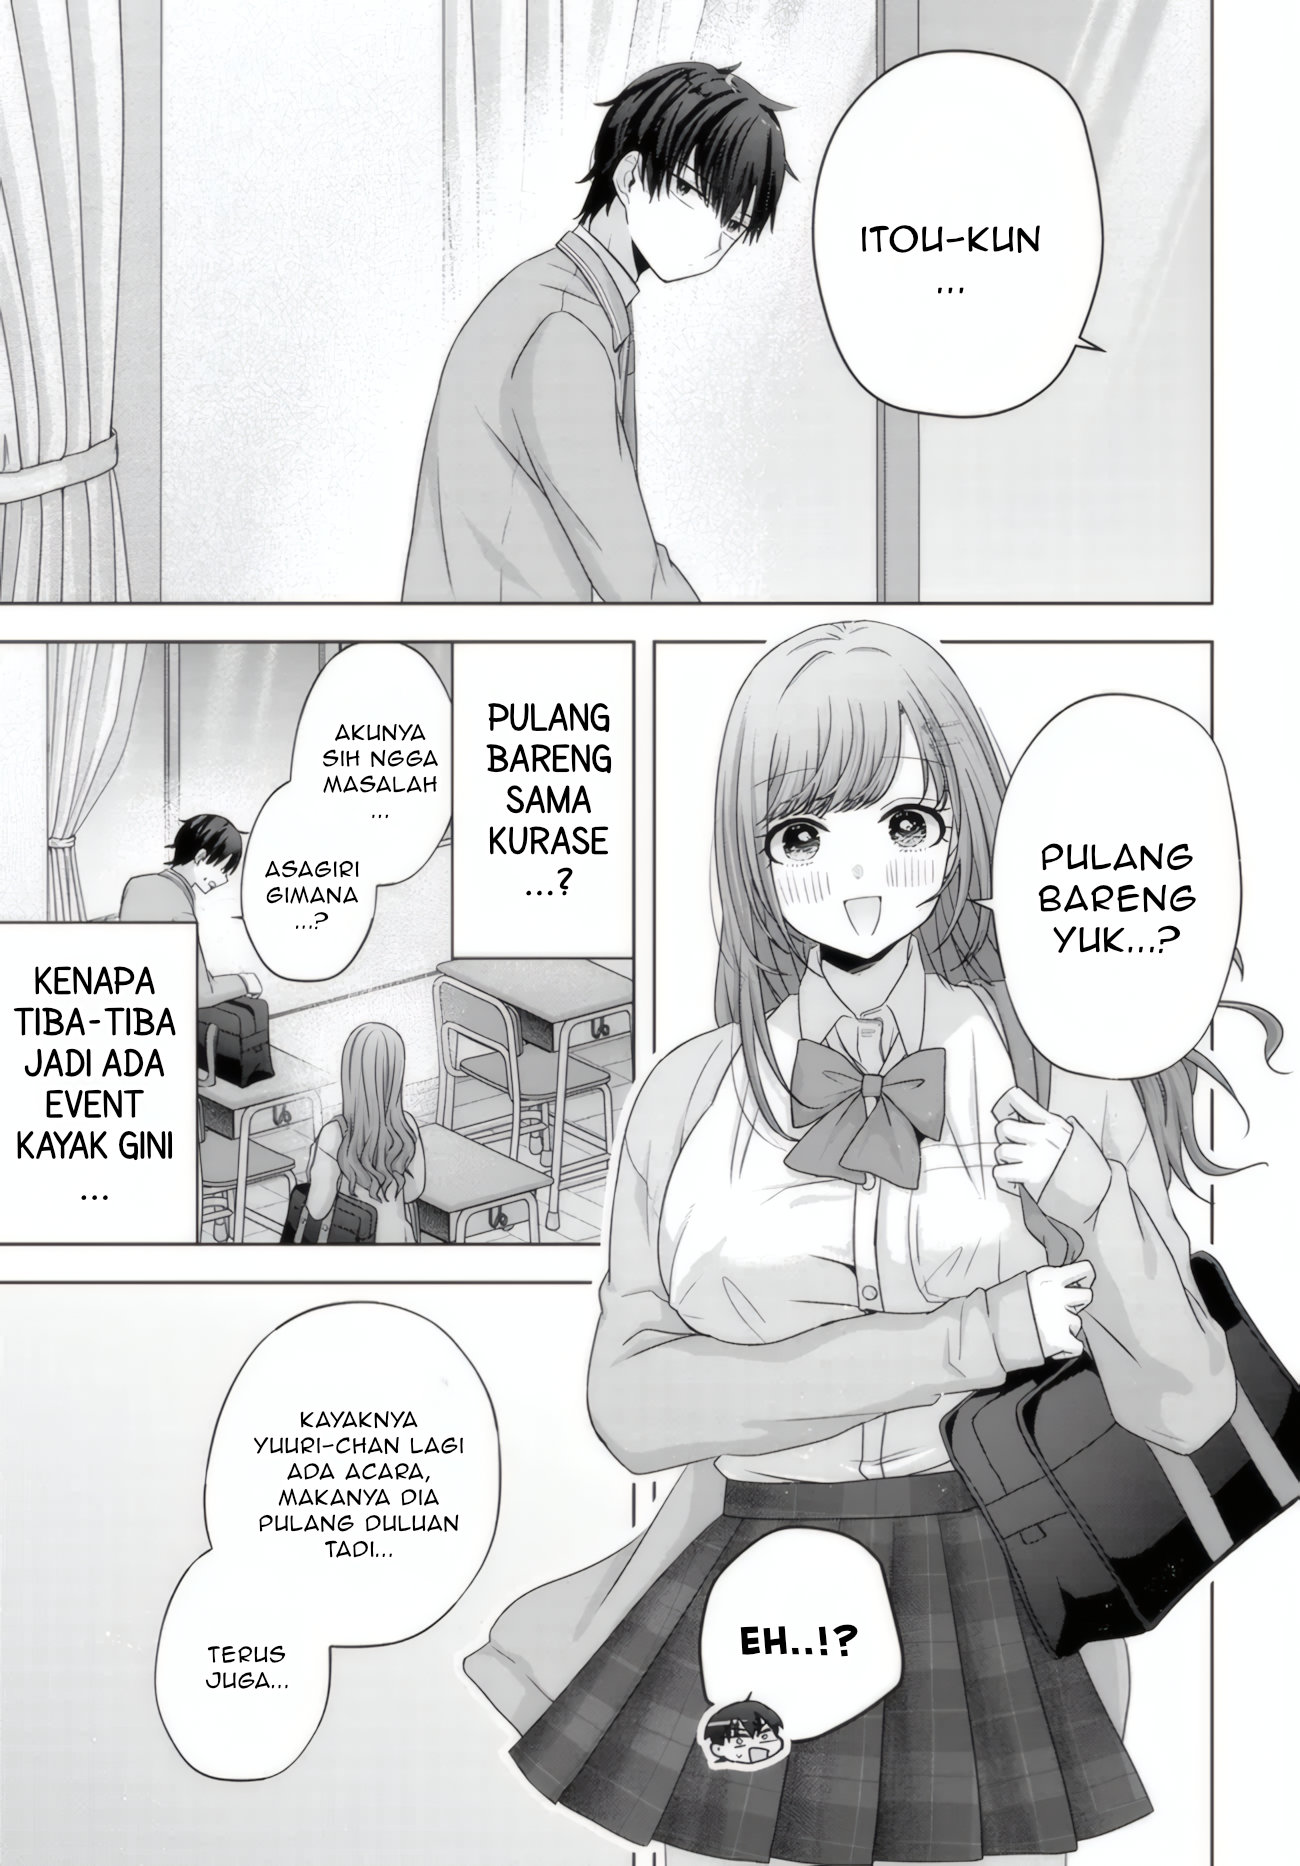 ITOU-KUN
...
PULANG
BARENG
YUK...?
EH..!?
PULANG
BARENG
SAMA
KURASE
...?
AKUNYA
SIH NGGA
MASALAH
...
ASAGIRI
GIMANA
...?
KENAPA
TIBA-TIBA
JADI ADA
EVENT
KAYAK GINI
...
KAYAKNYA
YUURI-CHAN LAGI
ADA ACARA,
MAKANYA DIA
PULANG DULUAN
TADI...
TERUS
JUGA...